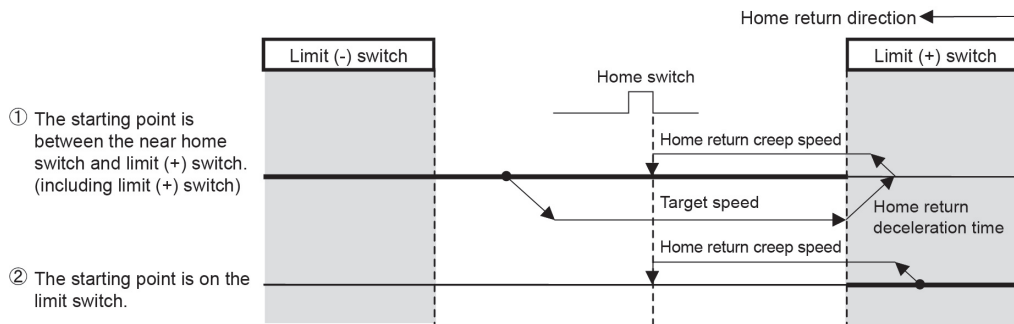 Home return direction
Limit (-) switch
Limit (+) switch
Home switch
① The starting point is
between the near home
switch and limit (+) switch.
(including limit (+) switch)
Home return creep speed
Target speed
Home return
deceleration time
Home return creep speed
② The starting point is on the
limit switch.